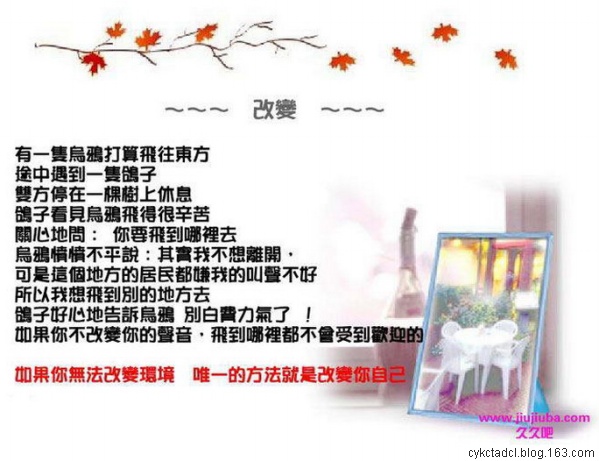 ～～～ 改變 ～～～
有一隻烏鴉打算飛往東方
途中遇到一隻鴿子
雙方停在一棵樹上休息
鴿子看見烏鴉飛得很辛苦
關心地問： 你要飛到哪裡去
烏鴉憤憤不平說：其實我不想離開，
可是這個地方的居民都嫌我的叫聲不好
所以我想飛到別的地方去
鴿子好心地告訴烏鴉 別白費力氣了 ！
如果你不改變你的聲音，飛到哪裡都不會受到歡迎的
如果你無法改變環境 唯一的方法就是改變你自己
www.jiujiuba.com
久久吧
cykctadcl.blog.163.com